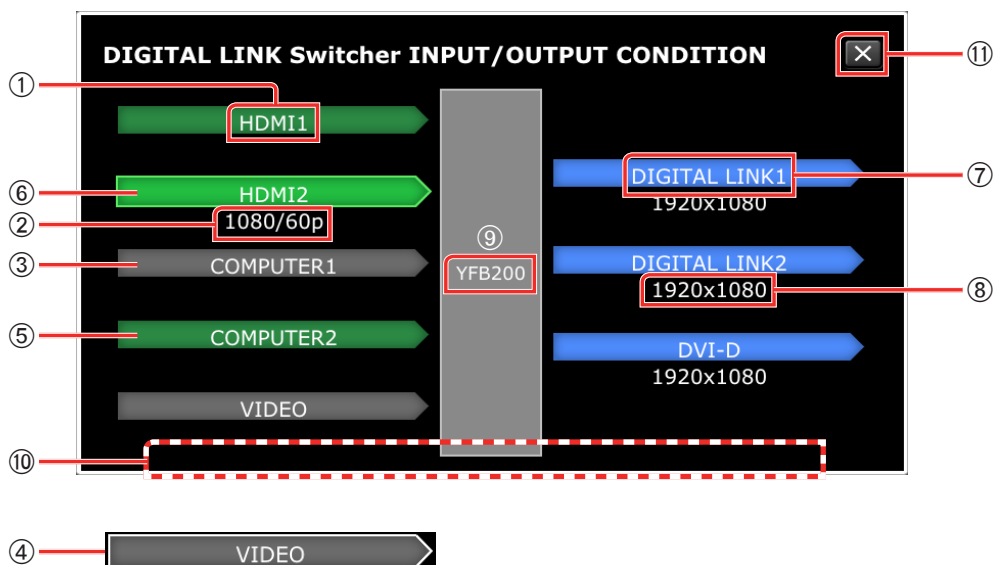 DIGITAL LINK Switcher INPUT/OUTPUT CONDITION
⑪
①
HDMI1
⑥
HDMI2
②
1080/60p
③
COMPUTER1
⑤
COMPUTER2
VIDEO
⑨
YFB200
DIGITAL LINK1
⑦
1920x1080
DIGITAL LINK2
1920x1080
⑧
DVI-D
1920x1080
⑩
④
VIDEO